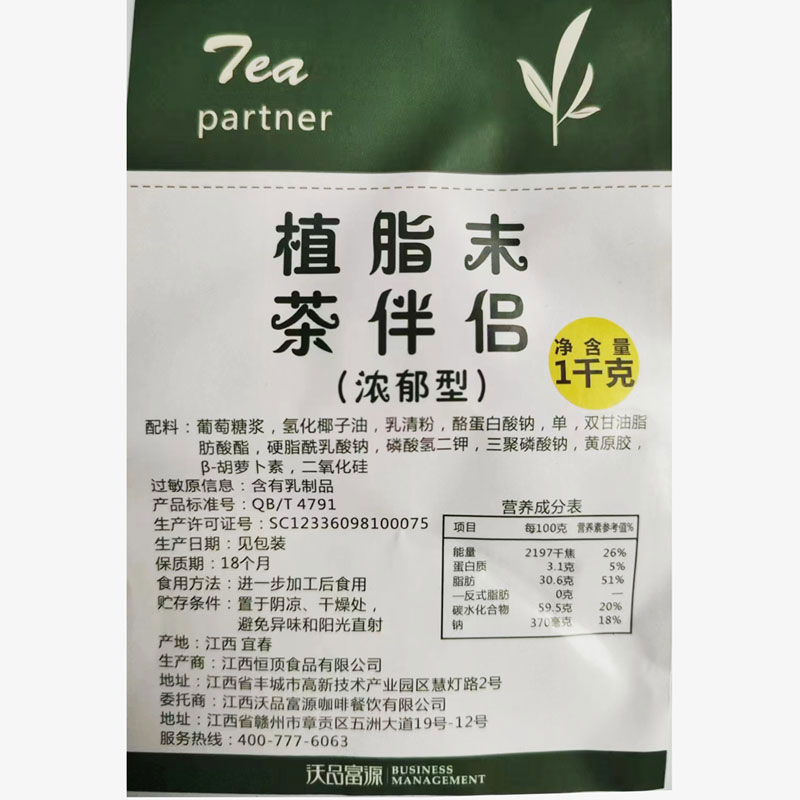 Tea
partner
植脂末
茶伴侣
(浓郁型)
净含量
1千克
配料：葡萄糖浆，氢化椰子油，乳清粉，酪蛋白酸钠，单，双甘油脂
肪酸酯，硬脂酰乳酸钠，磷酸氢二钾，三聚磷酸钠，黄原胶，
β-胡萝卜素，二氧化硅
过敏原信息：含有乳制品
产品标准号：QB/T 4791
生产许可证号：SC12336098100075
生产日期：见包装
保质期：18个月
食用方法：进一步加工后食用
贮存条件：置于阴凉、干燥处，
避免异味和阳光直射
产地：江西 宜春
生产商：江西恒顶食品有限公司
地址：江西省丰城市高新技术产业园区慧灯路2号
委托商：江西沃品富源咖啡餐饮有限公司
地址：江西省赣州市章贡区五洲大道19号-12号
服务热线：400-777-6063
营养成分表
项目 每100克 营养素参考值%
能量 2197千焦 26%
蛋白质 3.1克 5%
脂肪 30.6克 51%
—反式脂肪 0克 —
碳水化合物 59.5克 20%
钠 370毫克 18%
沃品富源 BUSINESS
MANAGEMENT